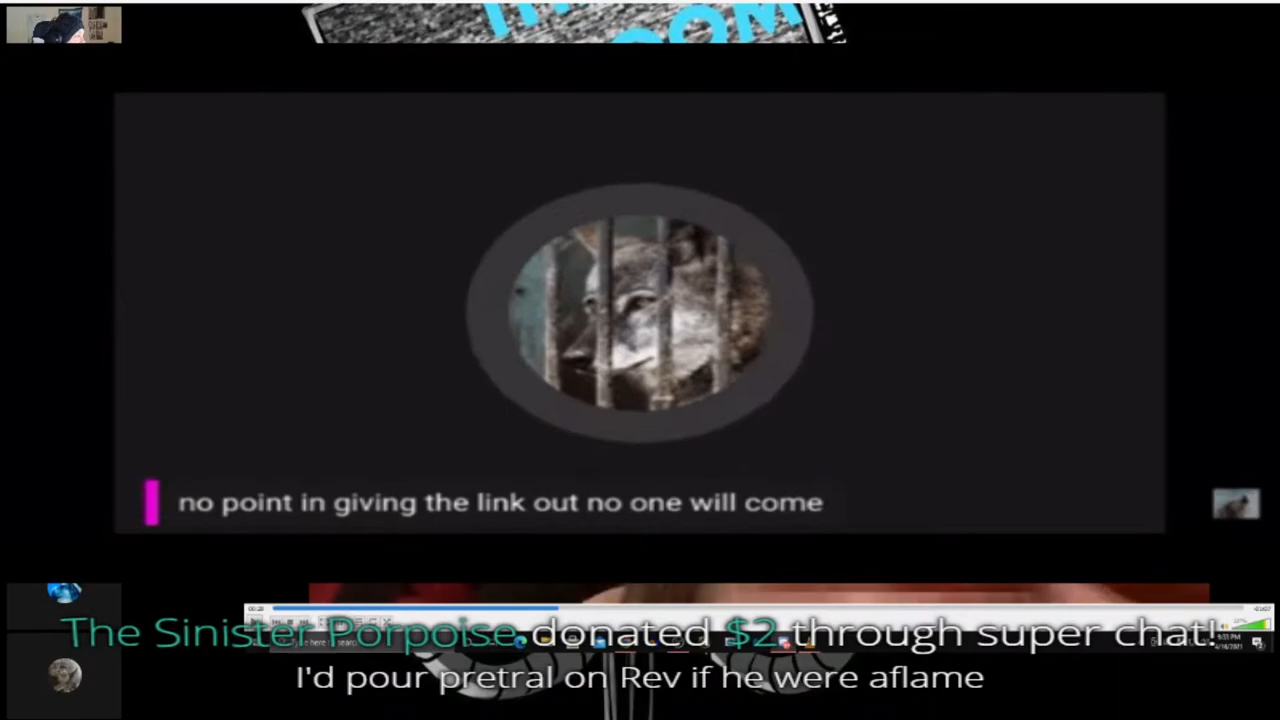 no point in giving the link out no one will come
The Sinister Porpoise donated $2 through super chat!
I'd pour pretral on Rev if he were aflame